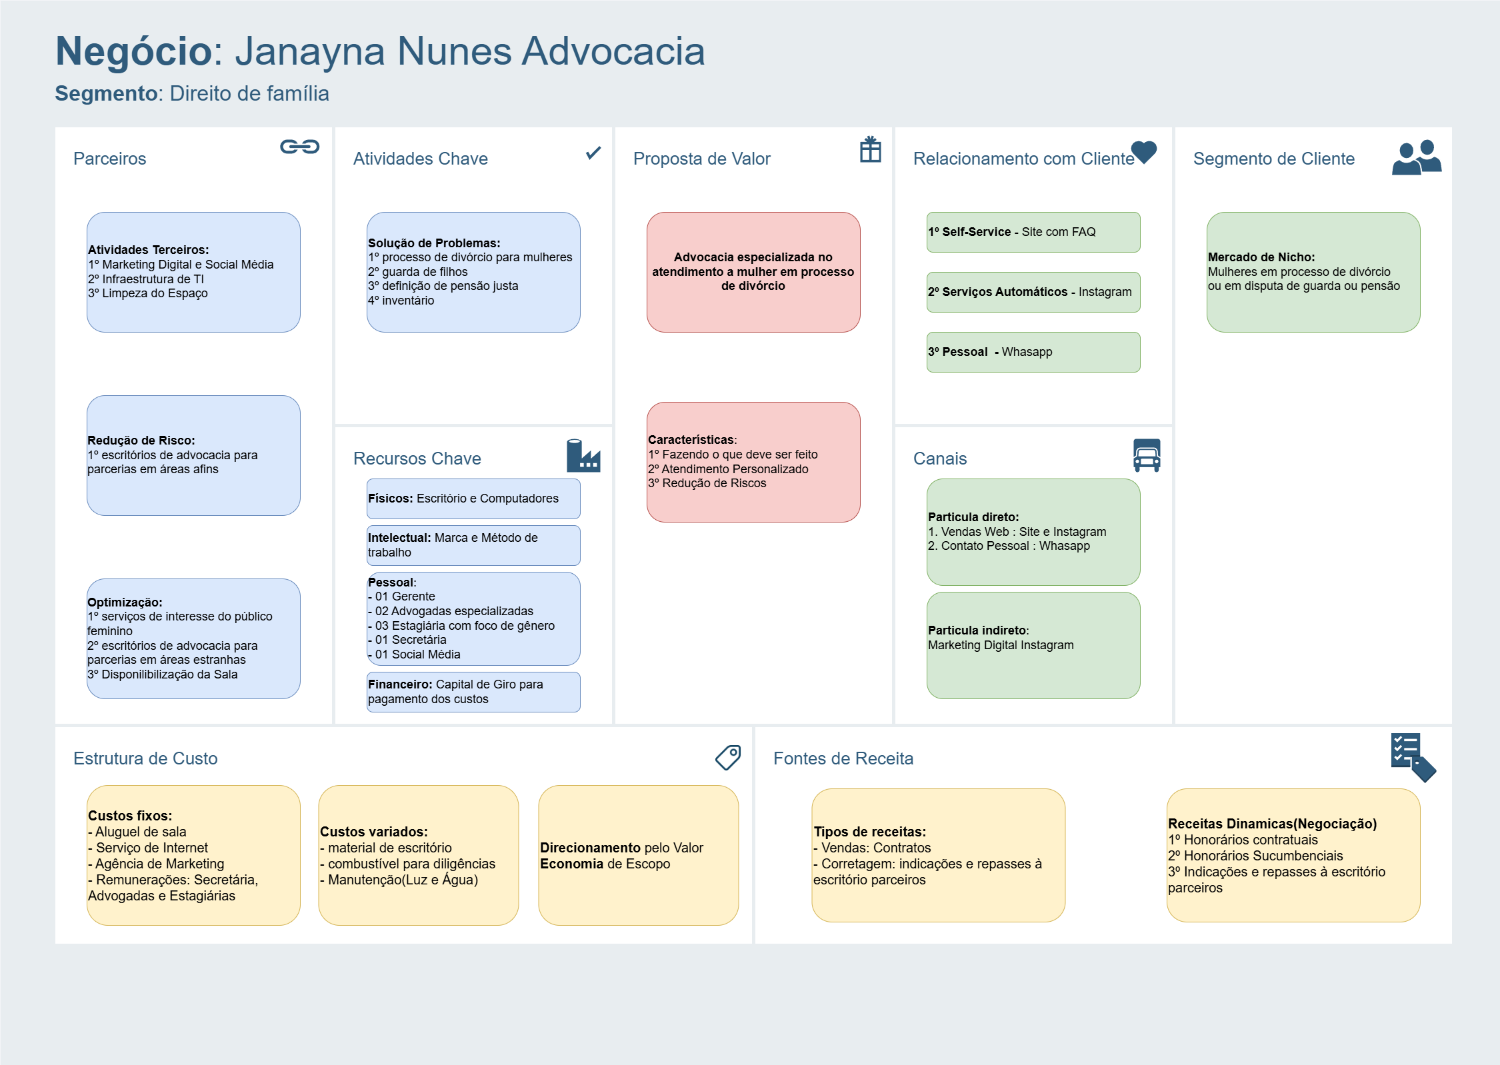 Negócio: Janayna Nunes Advocacia
Segmento: Direito de família
Parceiros
Atividades Terceiros:
1º Marketing Digital e Social Média
2º Infraestrutura de TI
3º Limpeza do Espaço
Redução de Risco:
1º escritórios de advocacia para
parcerias em áreas afins
Optimização:
1º serviços de interesse do público
feminino
2º escritórios de advocacia para
parcerias em áreas estranhas
3º Disponilibilização da Sala
Atividades Chave
Solução de Problemas:
1º processo de divórcio para mulheres
2º guarda de filhos
3º definição de pensão justa
4º inventário
Recursos Chave
Físicos: Escritório e Computadores
Intelectual: Marca e Método de
trabalho
Pessoal:
- 01 Gerente
- 02 Advogadas especializadas
- 03 Estagiária com foco de gênero
- 01 Secretária
- 01 Social Média
Financeiro: Capital de Giro para
pagamento dos custos
Proposta de Valor
Advocacia especializada no
atendimento a mulher em processo
de divórcio
Características:
1º Fazendo o que deve ser feito
2º Atendimento Personalizado
3º Redução de Riscos
Relacionamento com Cliente
1º Self-Service - Site com FAQ
2º Serviços Automáticos - Instagram
3º Pessoal - Whasapp
Canais
Particula direto:
1. Vendas Web : Site e Instagram
2. Contato Pessoal : Whasapp
Particula indireto:
Marketing Digital Instagram
Segmento de Cliente
Mercado de Nicho:
Mulheres em processo de divórcio
ou em disputa de guarda ou pensão
Estrutura de Custo
Custos fixos:
- Aluguel de sala
- Serviço de Internet
- Agência de Marketing
- Remunerações: Secretária,
Advogadas e Estagiárias
Custos variados:
- material de escritório
- combustível para diligências
- Manutenção(Luz e Água)
Direcionamento pelo Valor
Economia de Escopo
Fontes de Receita
Tipos de receitas:
- Vendas: Contratos
- Corretagem: indicações e repasses à
escritório parceiros
Receitas Dinamicas(Negociação)
1º Honorários contratuais
2º Honorários Sucumbenciais
3º Indicações e repasses à escritório
parceiros